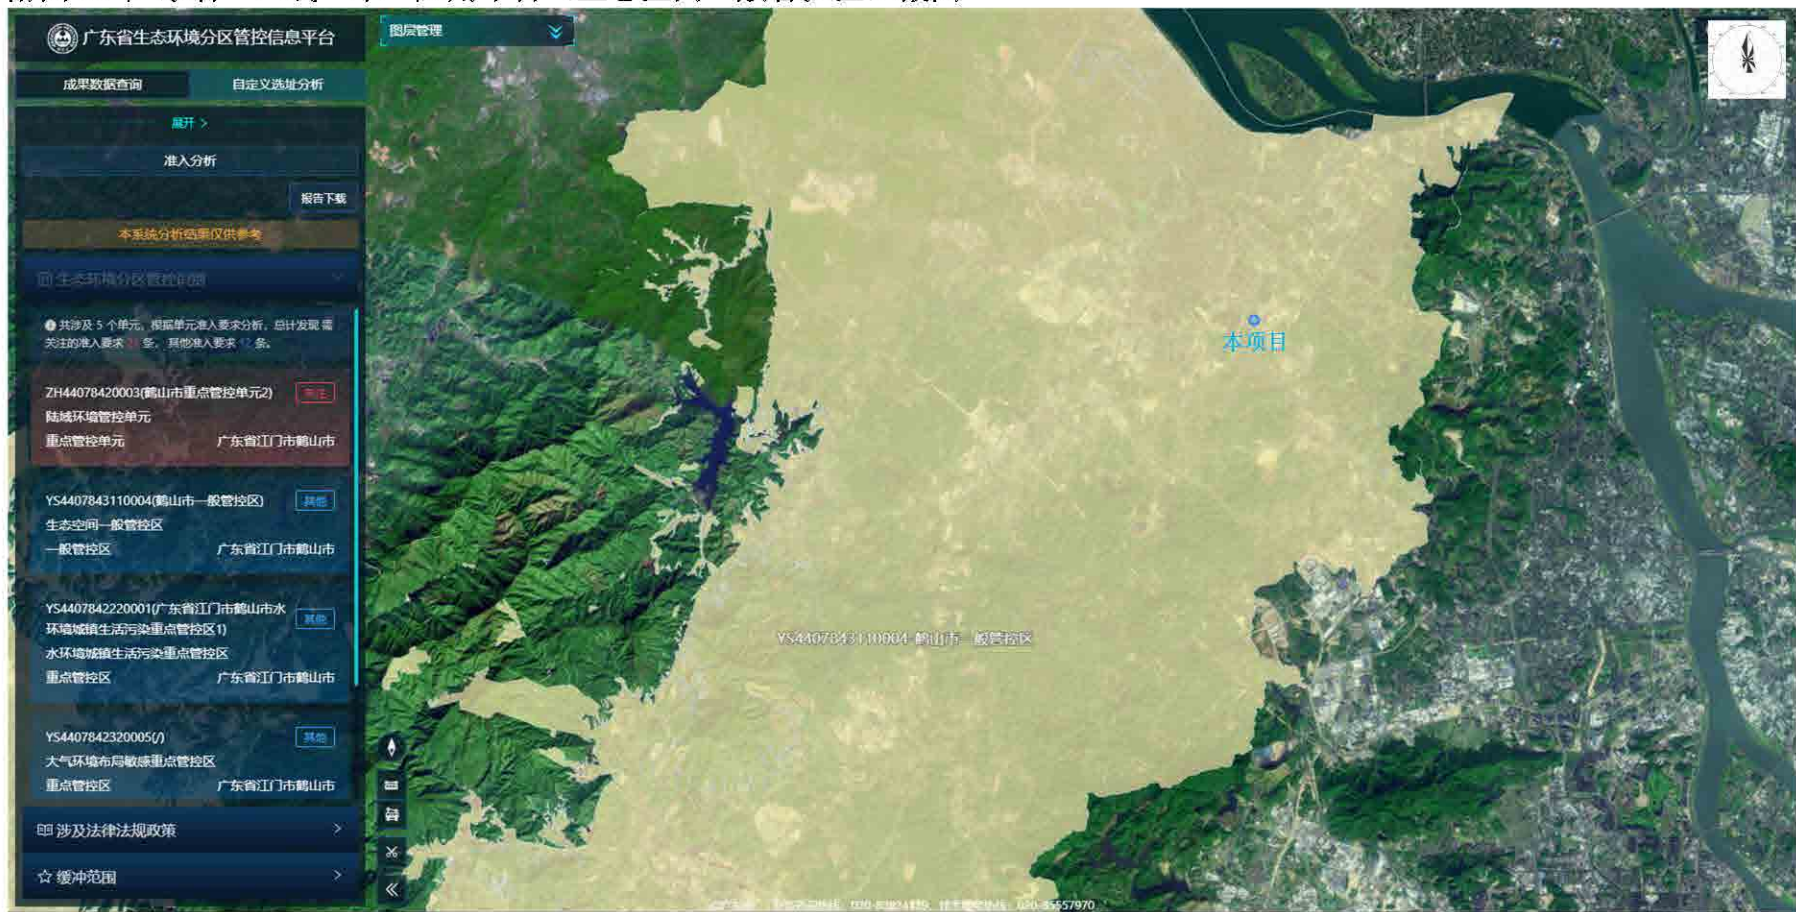 广东省生态环境分区管控信息平台
成果数据查询
自定义选址分析
展开 >
准入分析
报告下载
本系统分析结果仅供参考
共涉及 5 个单元，根据单元准入要求分析，总计发现 需
关注的准入要求 条，其他准入要求 条。
ZH44078420003(鹤山市重点管控单元2)
关注
陆域环境管控单元
重点管控单元
广东省江门市鹤山市
YS4407843110004(鹤山市一般管控区)
其他
生态空间一般管控区
一般管控区
广东省江门市鹤山市
YS4407842220001(广东省江门市鹤山市水
环境城镇生活污染重点管控区1)
其他
水环境城镇生活污染重点管控区
重点管控区
广东省江门市鹤山市
YS4407842320005(/)
其他
大气环境布局敏感重点管控区
重点管控区
广东省江门市鹤山市
涉及法律法规政策
缓冲范围
图层管理
本项目
YS4407843110004-鹤山市一般管控区